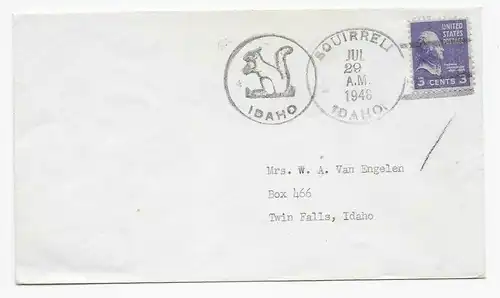 IDAHO
SQUIRREL
JUL
29
A.M.
1946
IDAHO.
UNITED
STATES
POSTAGE
3 CENTS 3
Mrs. W. A. Van Engelen
Box 466
Twin Falls, Idaho